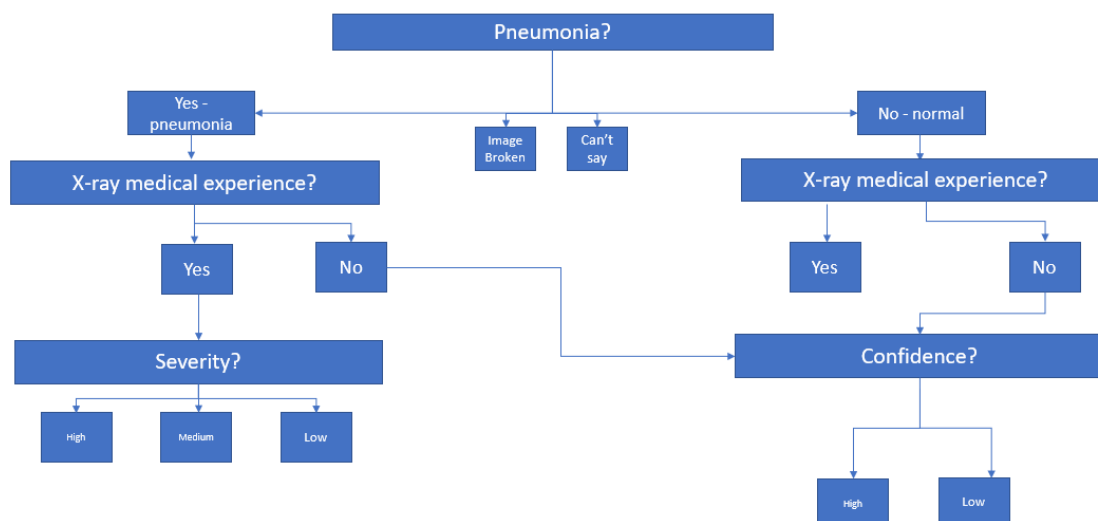 Pneumonia?
Yes -
pneumonia
Image
Broken
Can't
say
No - normal
X-ray medical experience?
X-ray medical experience?
Yes
No
Yes
No
Severity?
Confidence?
High
Medium
Low
High
Low